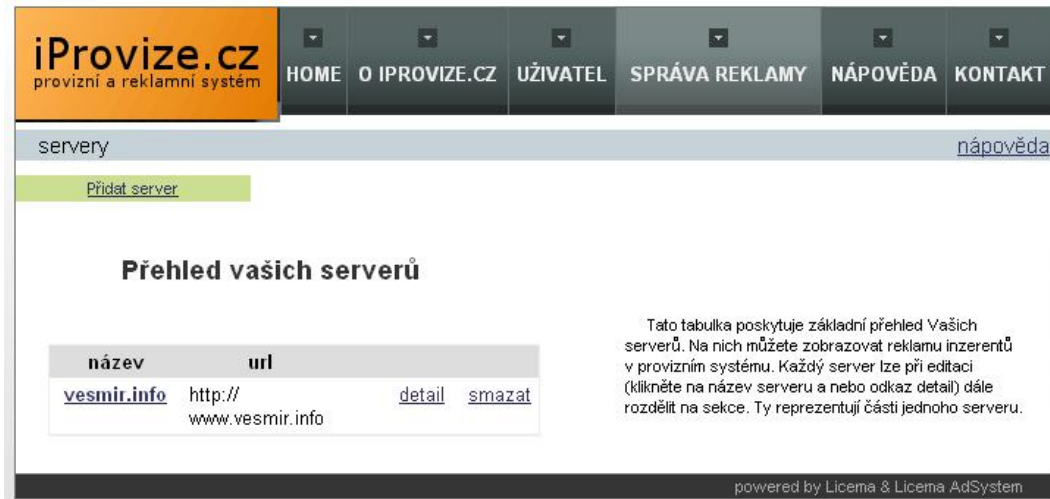 iProvize.cz
provizní a reklamní systém
HOME O IPROVIZE.CZ UŽIVATEL SPRÁVA REKLAMY NÁPOVĚDA KONTAKT
servery nápověda
Přidat server
Přehled vašich serverů
název url
vesmir.info http:// detail smazat
www.vesmir.info
Tato tabulka poskytuje základní přehled Vašich
serverů. Na nich můžete zobrazovat reklamu inzerentů
v provizním systému. Každý server lze při editaci
(klikněte na název serveru a nebo odkaz detail) dále
rozdělit na sekce. Ty reprezentují části jednoho serveru.
powered by Licema & Licema AdSystem